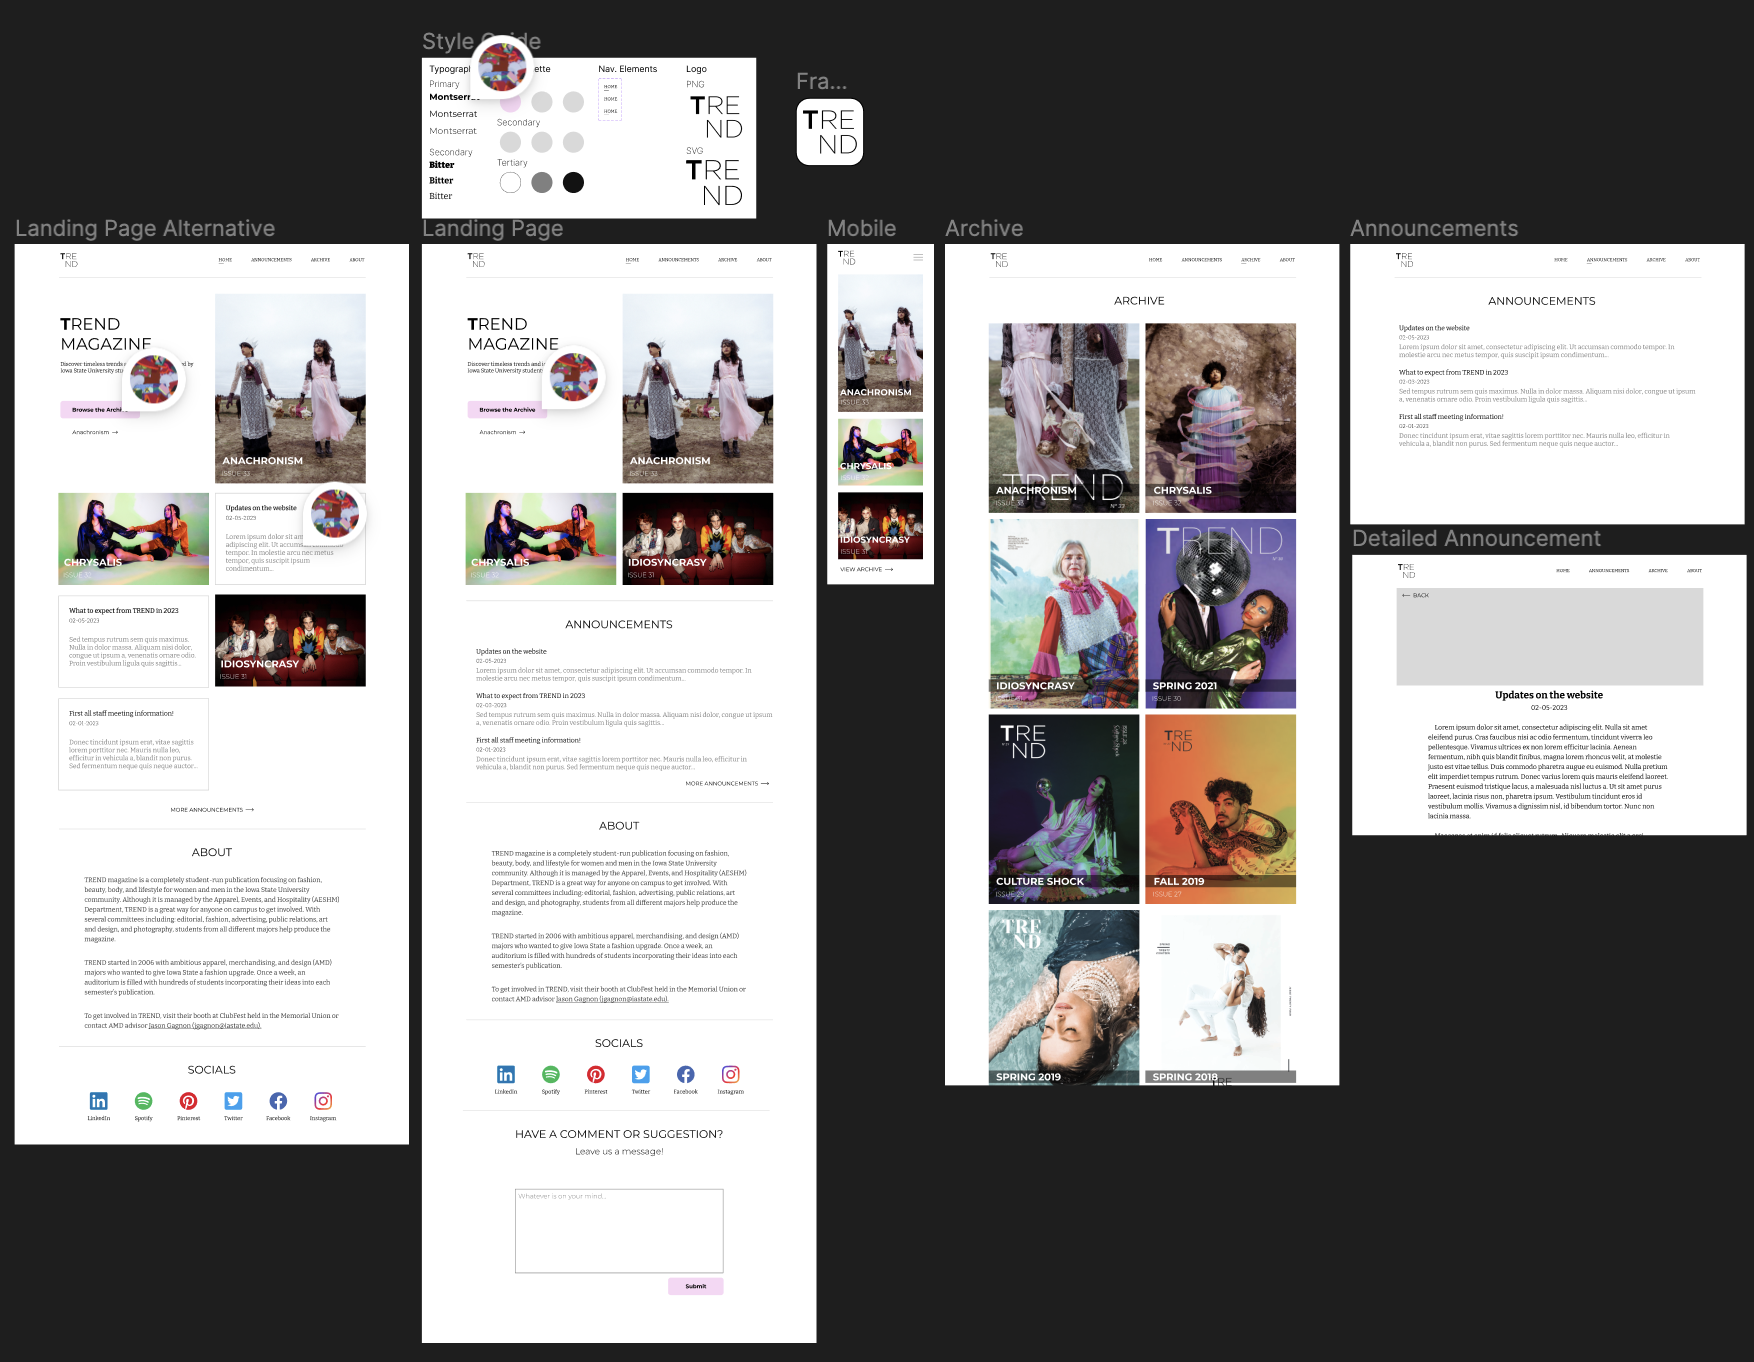 Style Guide
Typography
Palette
Nav. Elements
Logo
Primary
Montserrat
Montserrat
Montserrat
Secondary
Bitter
Bitter
Bitter
Secondary
Tertiary
HOME
HOME
HOME
PNG
TRE
ND
SVG
TRE
ND
Fra...
TRE
ND
Landing Page Alternative
TRE
ND
HOME ANNOUNCEMENTS ARCHIVE ABOUT
TREND
MAGAZINE
Discover timeless trends
Iowa State University
Browse the Archive
Anachronism →
ANACHRONISM
ISSUE 33
CHRYSALIS
ISSUE 32
Updates on the website
02-05-2023
Lorem ipsum dolor sit
adipiscing elit. Ut
tempor. In molestie arcu nec metus
tempor, quis suscipit ipsum
condimentum...
What to expect from TREND in 2023
02-05-2023
Sed tempus rutrum sem quis maximus.
Nulla in dolor massa. Aliquam nisi dolor,
congue ut ipsum a, venenatis ornare odio.
Proin vestibulum ligula quis sagittis...
IDIOSYNCRASY
ISSUE 31
First all staff meeting information!
02-01-2023
Donec tincidunt ipsum erat, vitae sagittis
lorem porttitor nec. Mauris nulla leo,
efficitur in vehicula a, blandit non purus.
Sed fermentum neque quis neque auctor...
MORE ANNOUNCEMENTS →
ABOUT
TREND magazine is a completely student-run publication focusing on fashion,
beauty, body, and lifestyle for women and men in the Iowa State University
community. Although it is managed by the Apparel, Events, and Hospitality (AESHM)
Department, TREND is a great way for anyone on campus to get involved. With
several committees including: editorial, fashion, advertising, public relations, art
and design, and photography, students from all different majors help produce the
magazine.
TREND started in 2006 with ambitious apparel, merchandising, and design (AMD)
majors who wanted to give Iowa State a fashion upgrade. Once a week, an
auditorium is filled with hundreds of students incorporating their ideas into each
semester's publication.
To get involved in TREND, visit their booth at ClubFest held in the Memorial Union or
contact AMD advisor Jason Gagnon (jgagnon@iastate.edu).
SOCIALS
LinkedIn Spotify Pinterest Twitter Facebook Instagram
Landing Page
TRE
ND
HOME ANNOUNCEMENTS ARCHIVE ABOUT
TREND
MAGAZINE
Discover timeless trends
Iowa State University
Browse the Archive
Anachronism →
ANACHRONISM
ISSUE 33
CHRYSALIS
ISSUE 32
IDIOSYNCRASY
ISSUE 31
ANNOUNCEMENTS
Updates on the website
02-05-2023
Lorem ipsum dolor sit amet, consectetur adipiscing elit. Ut accumsan commodo tempor. In
molestie arcu nec metus tempor, quis suscipit ipsum condimentum...
What to expect from TREND in 2023
02-03-2023
Sed tempus rutrum sem quis maximus. Nulla in dolor massa. Aliquam nisi dolor, congue ut ipsum
a, venenatis ornare odio. Proin vestibulum ligula quis sagittis...
First all staff meeting information!
02-01-2023
Donec tincidunt ipsum erat, vitae sagittis lorem porttitor nec. Mauris nulla leo, efficitur in
vehicula a, blandit non purus. Sed fermentum neque quis neque auctor...
MORE ANNOUNCEMENTS →
ABOUT
TREND magazine is a completely student-run publication focusing on fashion,
beauty, body, and lifestyle for women and men in the Iowa State University
community. Although it is managed by the Apparel, Events, and Hospitality (AESHM)
Department, TREND is a great way for anyone on campus to get involved. With
several committees including: editorial, fashion, advertising, public relations, art
and design, and photography, students from all different majors help produce the
magazine.
TREND started in 2006 with ambitious apparel, merchandising, and design (AMD)
majors who wanted to give Iowa State a fashion upgrade. Once a week, an
auditorium is filled with hundreds of students incorporating their ideas into each
semester's publication.
To get involved in TREND, visit their booth at ClubFest held in the Memorial Union or
contact AMD advisor Jason Gagnon (jgagnon@iastate.edu).
SOCIALS
LinkedIn Spotify Pinterest Twitter Facebook Instagram
HAVE A COMMENT OR SUGGESTION?
Leave us a message!
Whatever is on your mind...
Submit
Mobile
TRE
ND
ANACHRONISM
ISSUE 33
CHRYSALIS
ISSUE 32
IDIOSYNCRASY
ISSUE 31
VIEW ARCHIVE →
Archive
TRE
ND
HOME ANNOUNCEMENTS ARCHIVE ABOUT
ARCHIVE
TREND
ANACHRONISM
ISSUE 33
CHRYSALIS
ISSUE 32
IDIOSYNCRASY
TREND
SPRING 2021
ISSUE 30
TRE
ND
CULTURE SHOCK
ISSUE 29
TRE
ND
FALL 2019
ISSUE 27
TRE
ND
SPRING 2019
SPRING 2018
TRE
Announcements
TRE
ND
HOME ANNOUNCEMENTS ARCHIVE ABOUT
ANNOUNCEMENTS
Updates on the website
02-05-2023
Lorem ipsum dolor sit amet, consectetur adipiscing elit. Ut accumsan commodo tempor. In
molestie arcu nec metus tempor, quis suscipit ipsum condimentum...
What to expect from TREND in 2023
02-03-2023
Sed tempus rutrum sem quis maximus. Nulla in dolor massa. Aliquam nisi dolor, congue ut ipsum
a, venenatis ornare odio. Proin vestibulum ligula quis sagittis...
First all staff meeting information!
02-01-2023
Donec tincidunt ipsum erat, vitae sagittis lorem porttitor nec. Mauris nulla leo, efficitur in
vehicula a, blandit non purus. Sed fermentum neque quis neque auctor...
Detailed Announcement
TRE
ND
HOME ANNOUNCEMENTS ARCHIVE ABOUT
← BACK
Updates on the website
02-05-2023
Lorem ipsum dolor sit amet, consectetur adipiscing elit. Nulla sit amet
eleifend purus. Cras faucibus nisi ac odio fermentum, tincidunt viverra leo
pellentesque. Vivamus ultrices ex non lorem efficitur lacinia. Aenean
fermentum, nibh quis blandit finibus, magna lorem rhoncus velit, at molestie
justo est vitae tellus. Duis commodo pharetra augue eu euismod. Nulla pretium
elit imperdiet tempus rutrum. Donec varius lorem quis mauris eleifend laoreet.
Praesent euismod tristique lacus, a malesuada nisl luctus a. Ut sit amet purus
laoreet, lacinia risus non, pharetra ipsum. Vestibulum tincidunt eros id
vestibulum mollis. Vivamus a dignissim nisl, id bibendum tortor. Nunc non
lacinia massa.